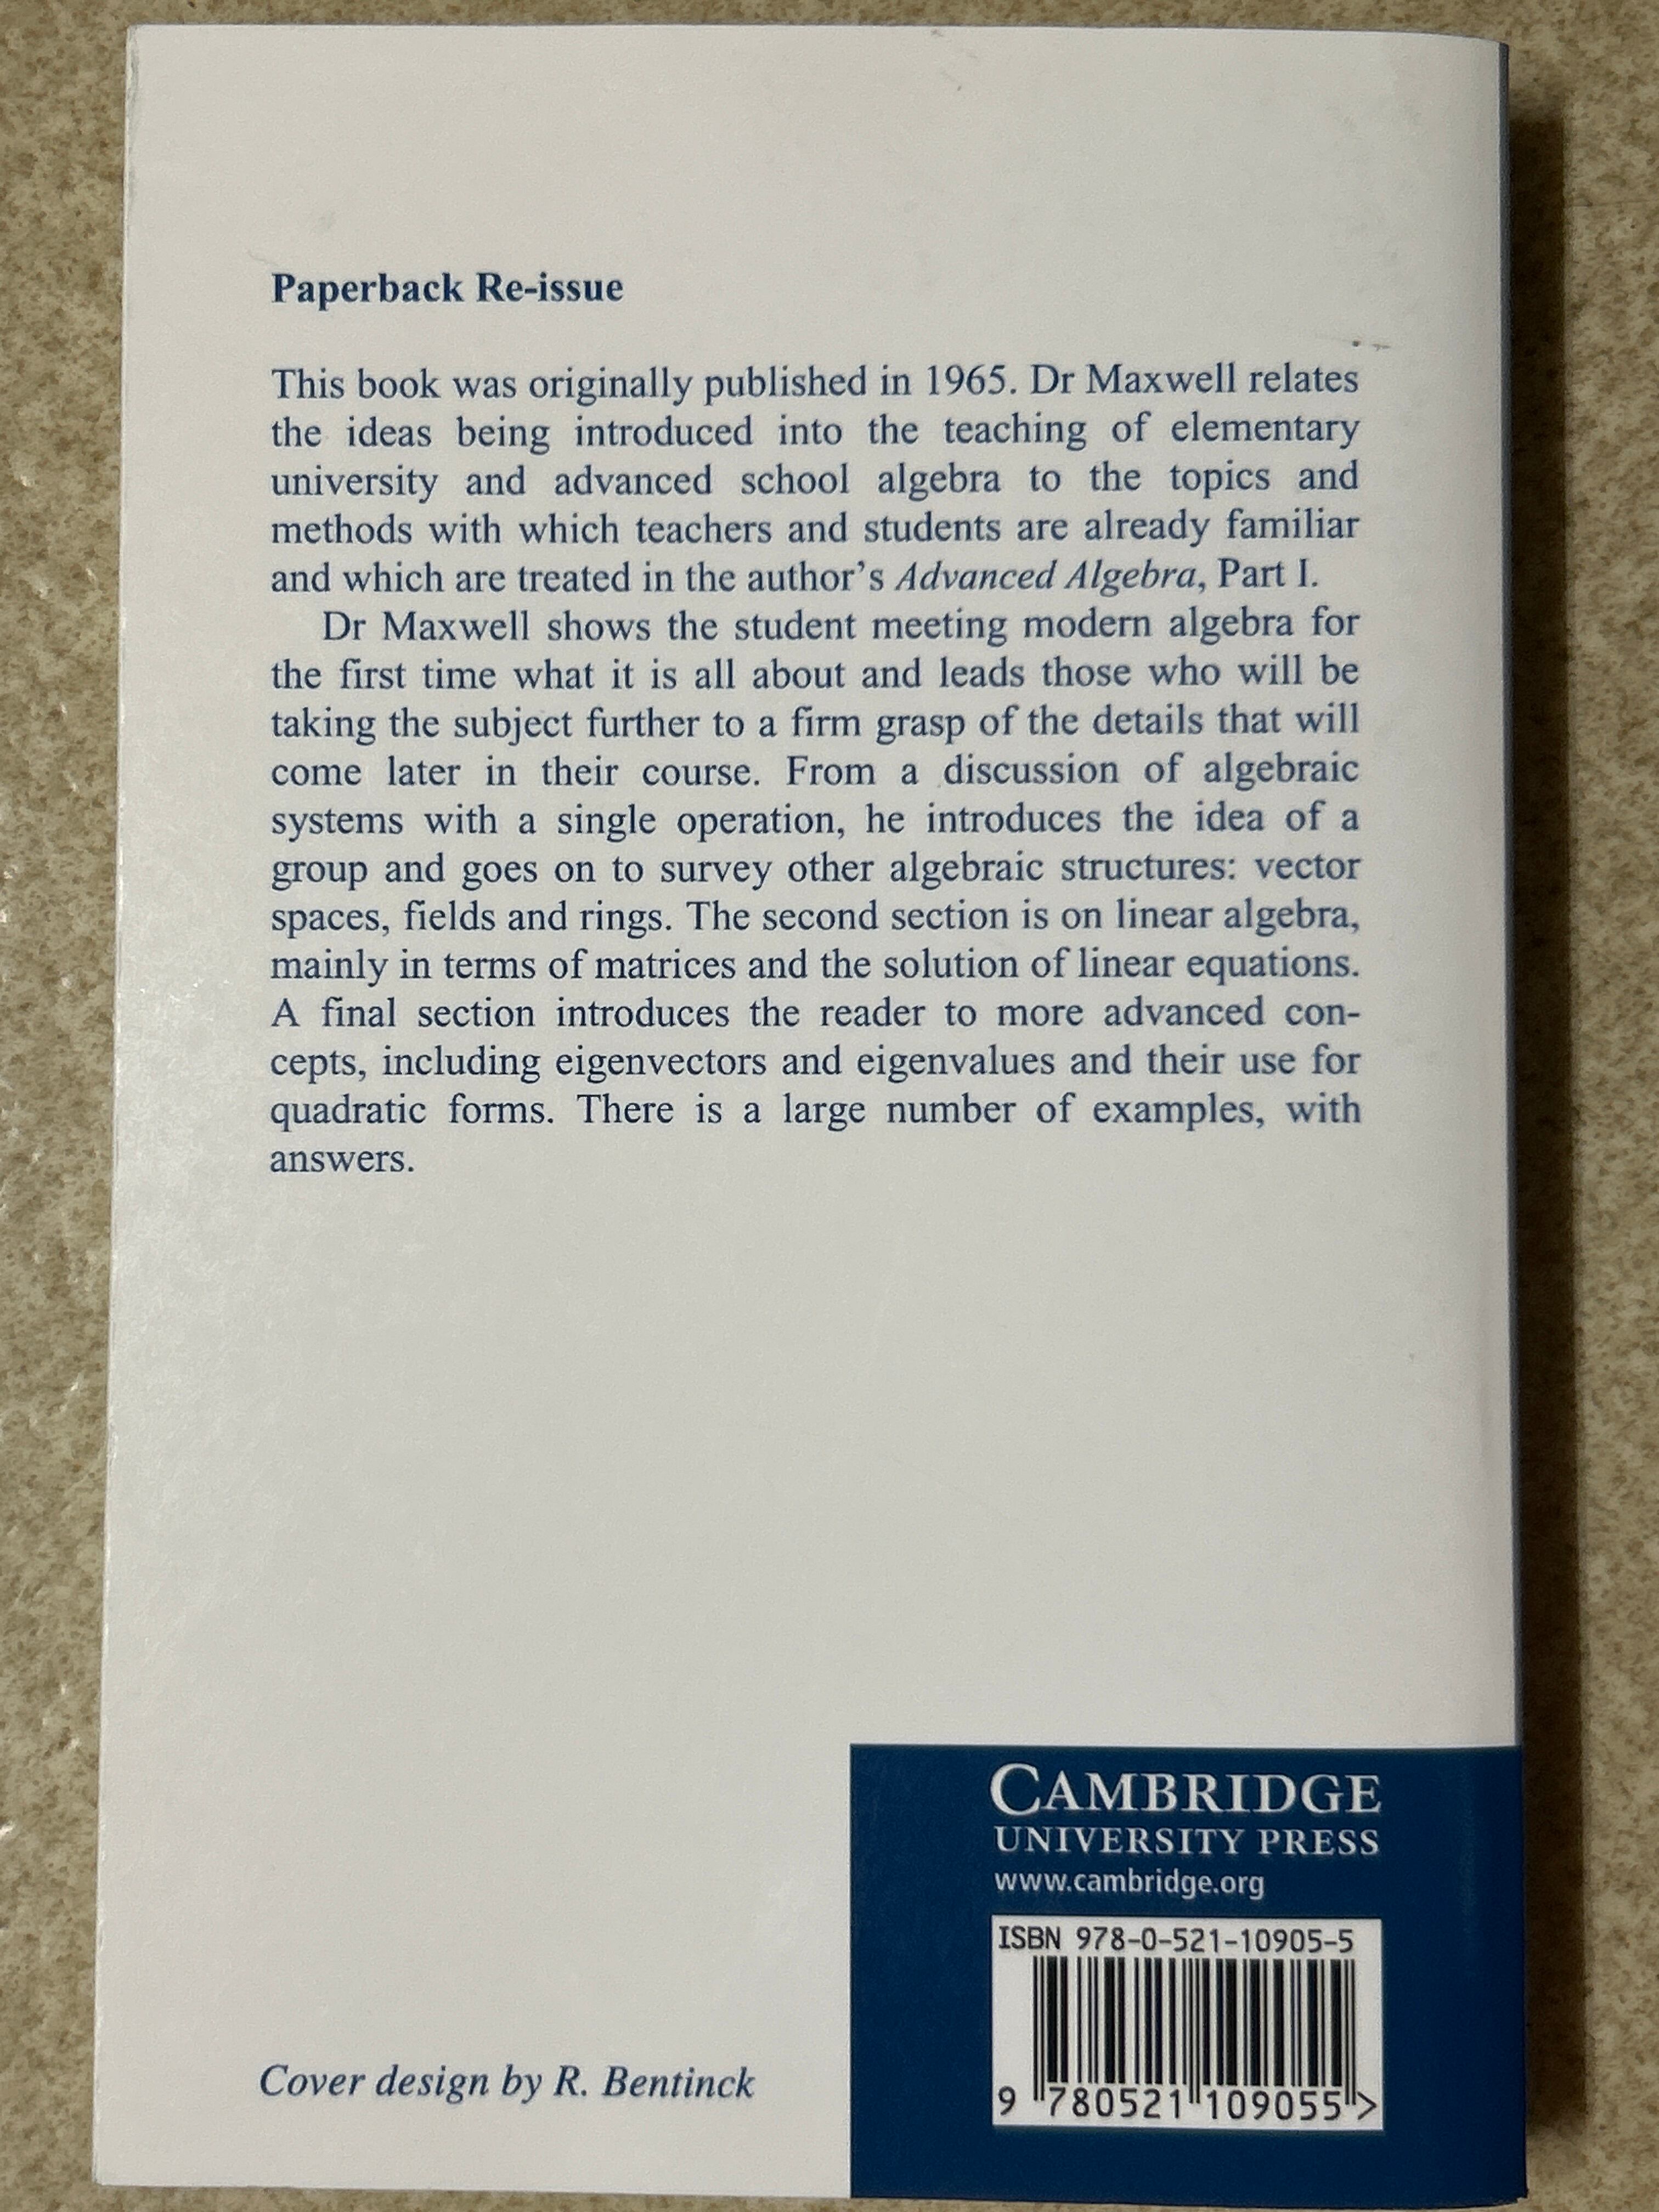 Paperback Re-issue
This book was originally published in 1965. Dr Maxwell relates
the ideas being introduced into the teaching of elementary
university and advanced school algebra to the topics and
methods with which teachers and students are already familiar
and which are treated in the author's Advanced Algebra, Part I.
Dr Maxwell shows the student meeting modern algebra for
the first time what it is all about and leads those who will be
taking the subject further to a firm grasp of the details that will
come later in their course. From a discussion of algebraic
systems with a single operation, he introduces the idea of a
group and goes on to survey other algebraic structures: vector
spaces, fields and rings. The second section is on linear algebra,
mainly in terms of matrices and the solution of linear equations.
A final section introduces the reader to more advanced con-
cepts, including eigenvectors and eigenvalues and their use for
quadratic forms. There is a large number of examples, with
answers.
CAMBRIDGE
UNIVERSITY PRESS
www.cambridge.org
ISBN 978-0-521-10905-5
9 780521 109055 >
Cover design by R. Bentinck